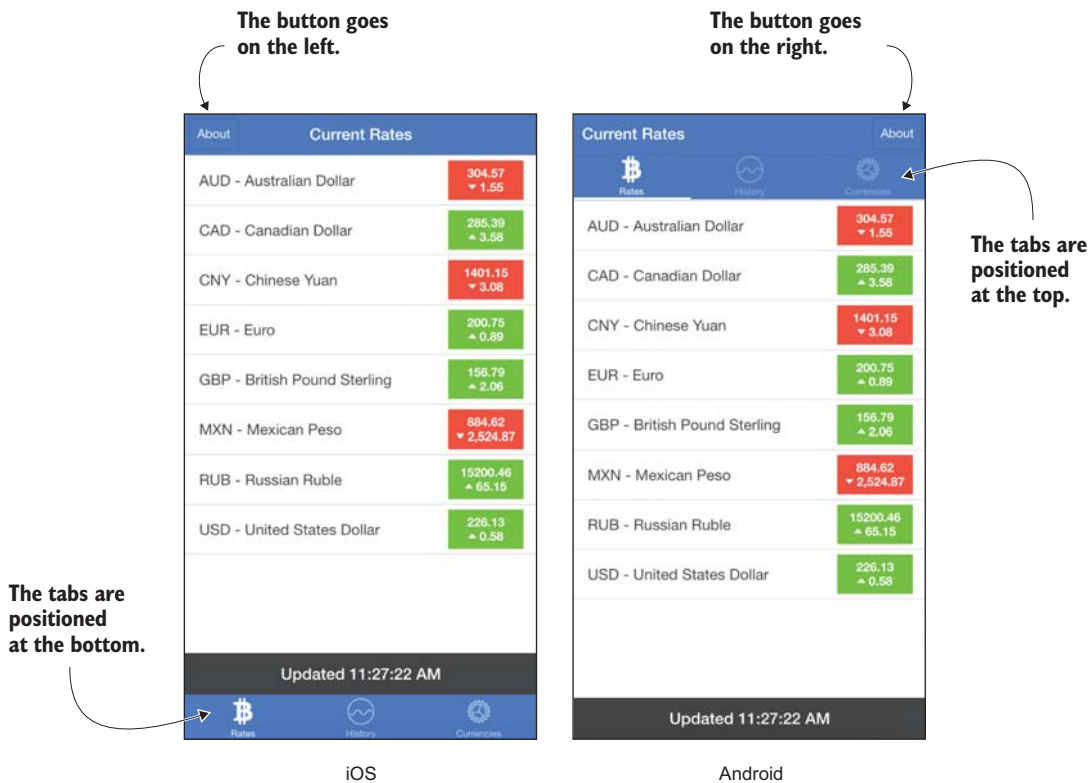 The button goes
on the left.
The button goes
on the right.
About
Current Rates
AUD - Australian Dollar
304.57
▼ 1.55
CAD - Canadian Dollar
285.39
▲ 3.58
CNY - Chinese Yuan
1401.15
▼ 3.08
EUR - Euro
200.75
▲ 0.89
GBP - British Pound Sterling
156.79
▲ 2.06
MXN - Mexican Peso
884.62
▼ 2,524.87
RUB - Russian Ruble
15200.46
▲ 65.15
USD - United States Dollar
226.13
▲ 0.58
Updated 11:27:22 AM
Rates
History
Currencies
The tabs are
positioned
at the bottom.
iOS
Current Rates
About
Rates
History
Currencies
AUD - Australian Dollar
304.57
▼ 1.55
CAD - Canadian Dollar
285.39
▲ 3.58
CNY - Chinese Yuan
1401.15
▼ 3.08
EUR - Euro
200.75
▲ 0.89
GBP - British Pound Sterling
156.79
▲ 2.06
MXN - Mexican Peso
884.62
▼ 2,524.87
RUB - Russian Ruble
15200.46
▲ 65.15
USD - United States Dollar
226.13
▲ 0.58
Updated 11:27:22 AM
The tabs are
positioned
at the top.
Android